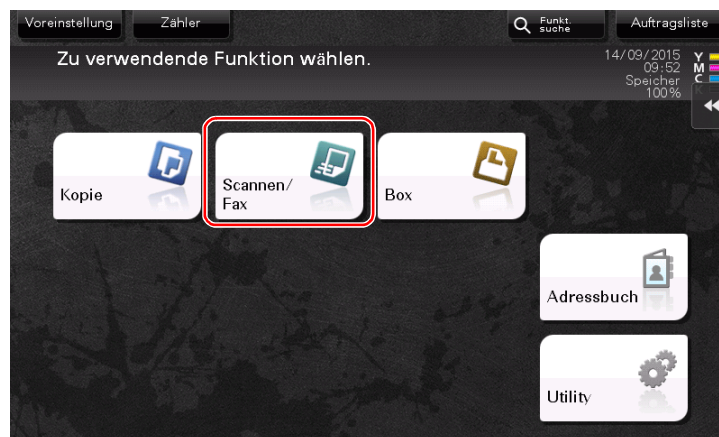 Voreinstellung
Zähler
Funkt.
suche
Auftragsliste
Zu verwendende Funktion wählen.
14/09/2015
09:52
Speicher
100%
Y
M
C
K
Kopie
Scannen/
Fax
Box
Adressbuch
Utility